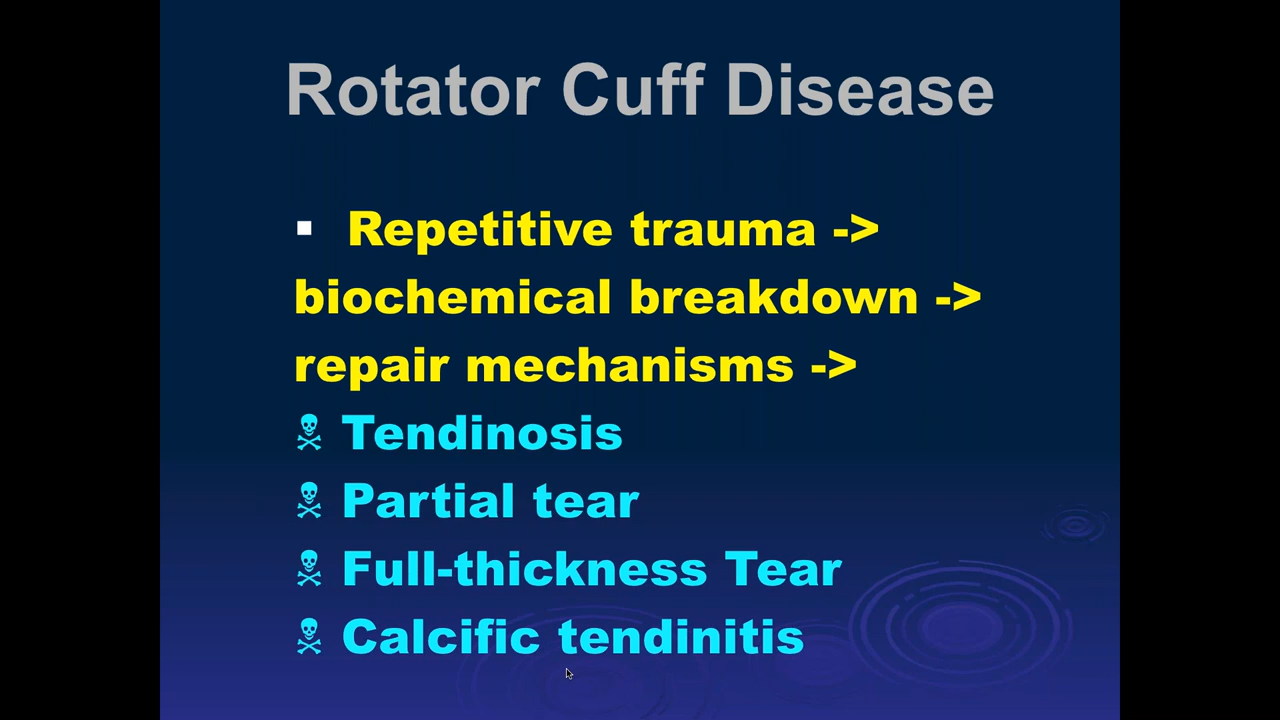 Rotator Cuff Disease
▪ Repetitive trauma ->
biochemical breakdown ->
repair mechanisms ->
☠ Tendinosis
☠ Partial tear
☠ Full-thickness Tear
☠ Calcific tendinitis